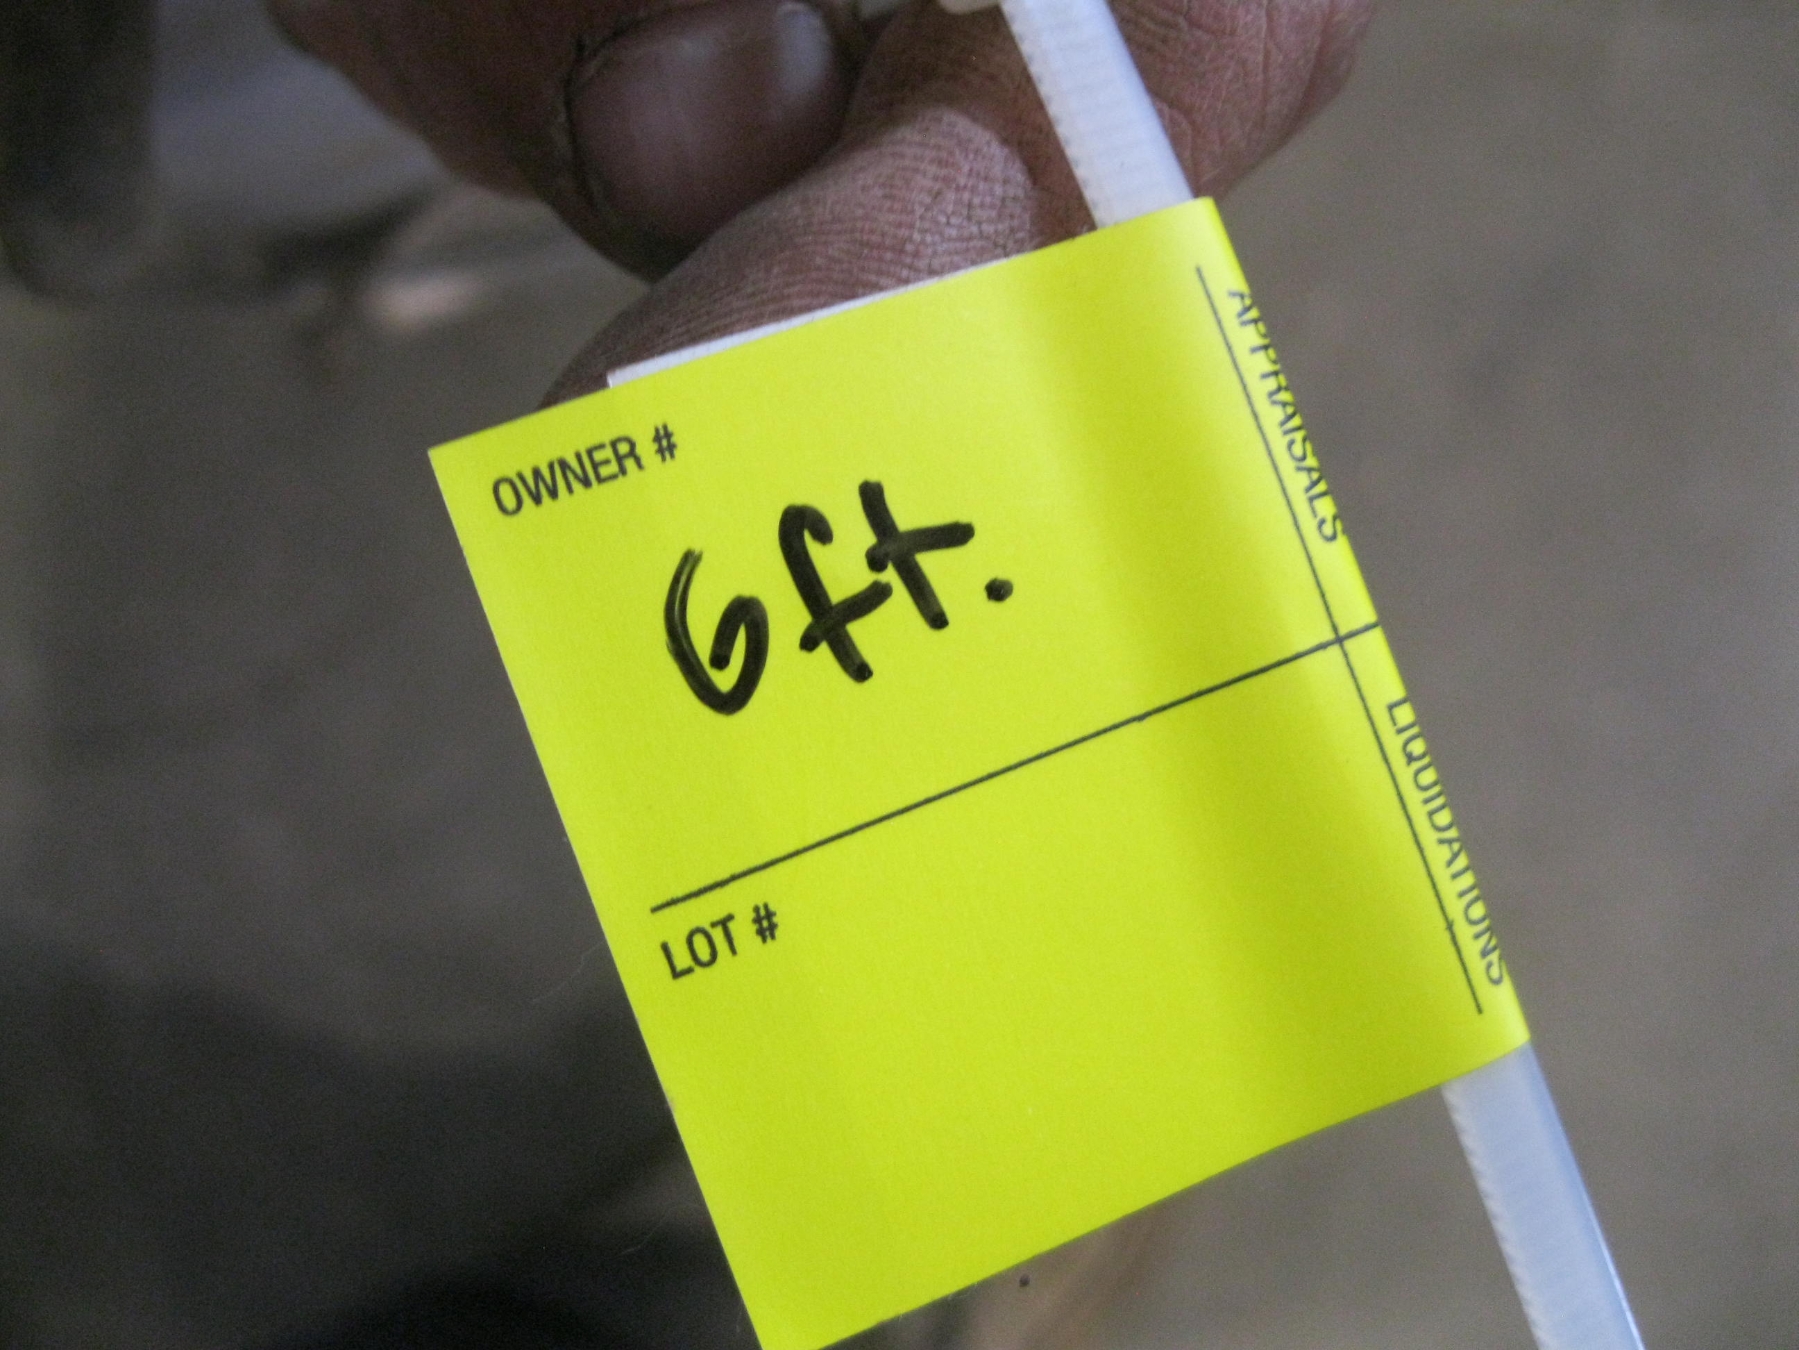 OWNER #
6ft.
LOT #
APPRAISALS
LIQUIDATIONS